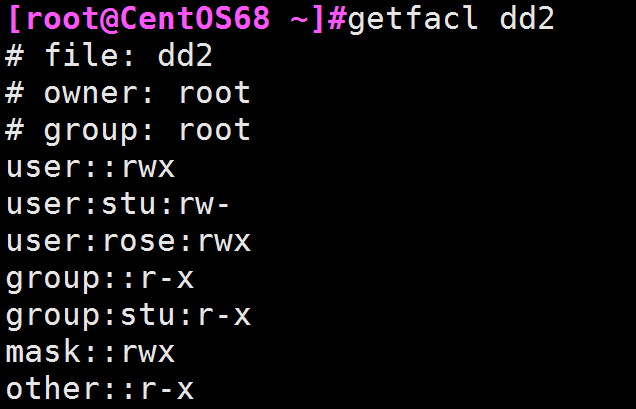 [root@CentOS68 ~]#getfacl dd2
# file: dd2
# owner: root
# group: root
user::rwx
user:stu:rw-
user:rose:rwx
group::r-x
group:stu:r-x
mask::rwx
other::r-x